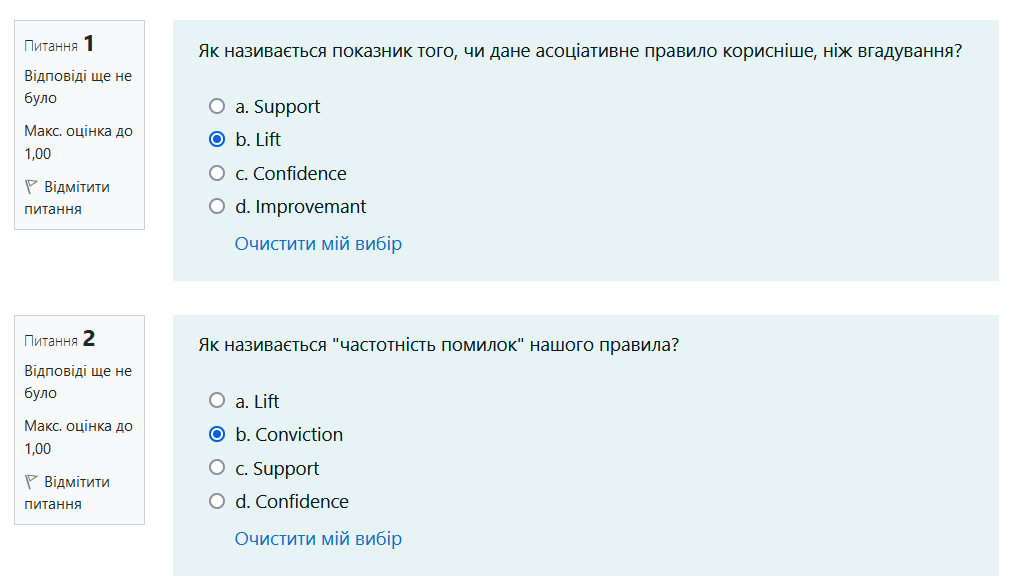 Питання 1
Відповіді ще не
було
Макс. оцінка до
1,00
Відмітити
питання
Як називається показник того, чи дане асоціативне правило корисніше, ніж вгадування?
a. Support
b. Lift
c. Confidence
d. Improvemant
Очистити мій вибір
Питання 2
Відповіді ще не
було
Макс. оцінка до
1,00
Відмітити
питання
Як називається "частотність помилок" нашого правила?
a. Lift
b. Conviction
c. Support
d. Confidence
Очистити мій вибір